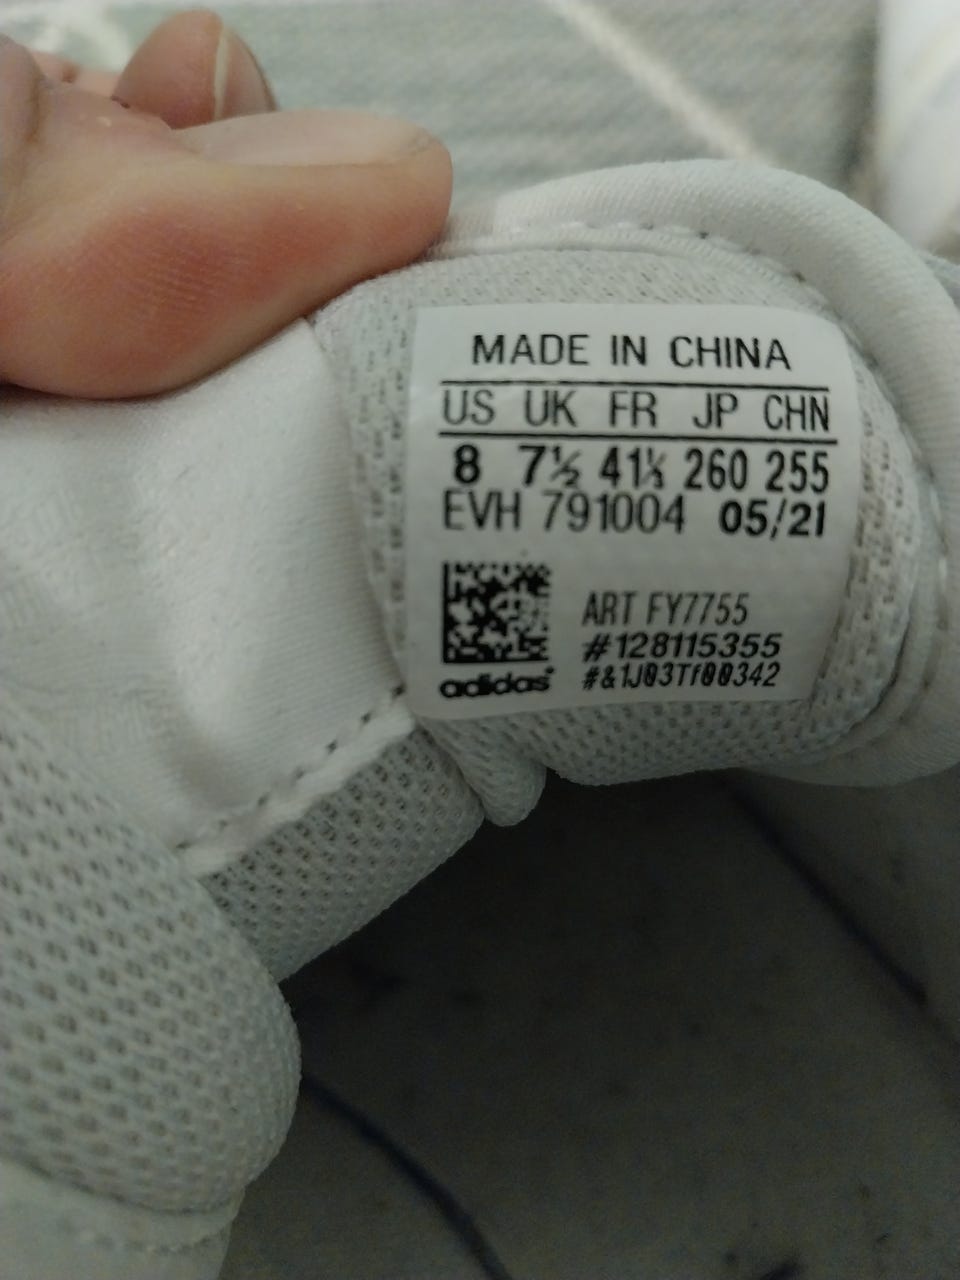 MADE IN CHINA
US UK FR JP CHN
8 7½ 41⅓ 260 255
EVH 791004 05/21
ART FY7755
#128115355
#&1J03Tf00342
adidas